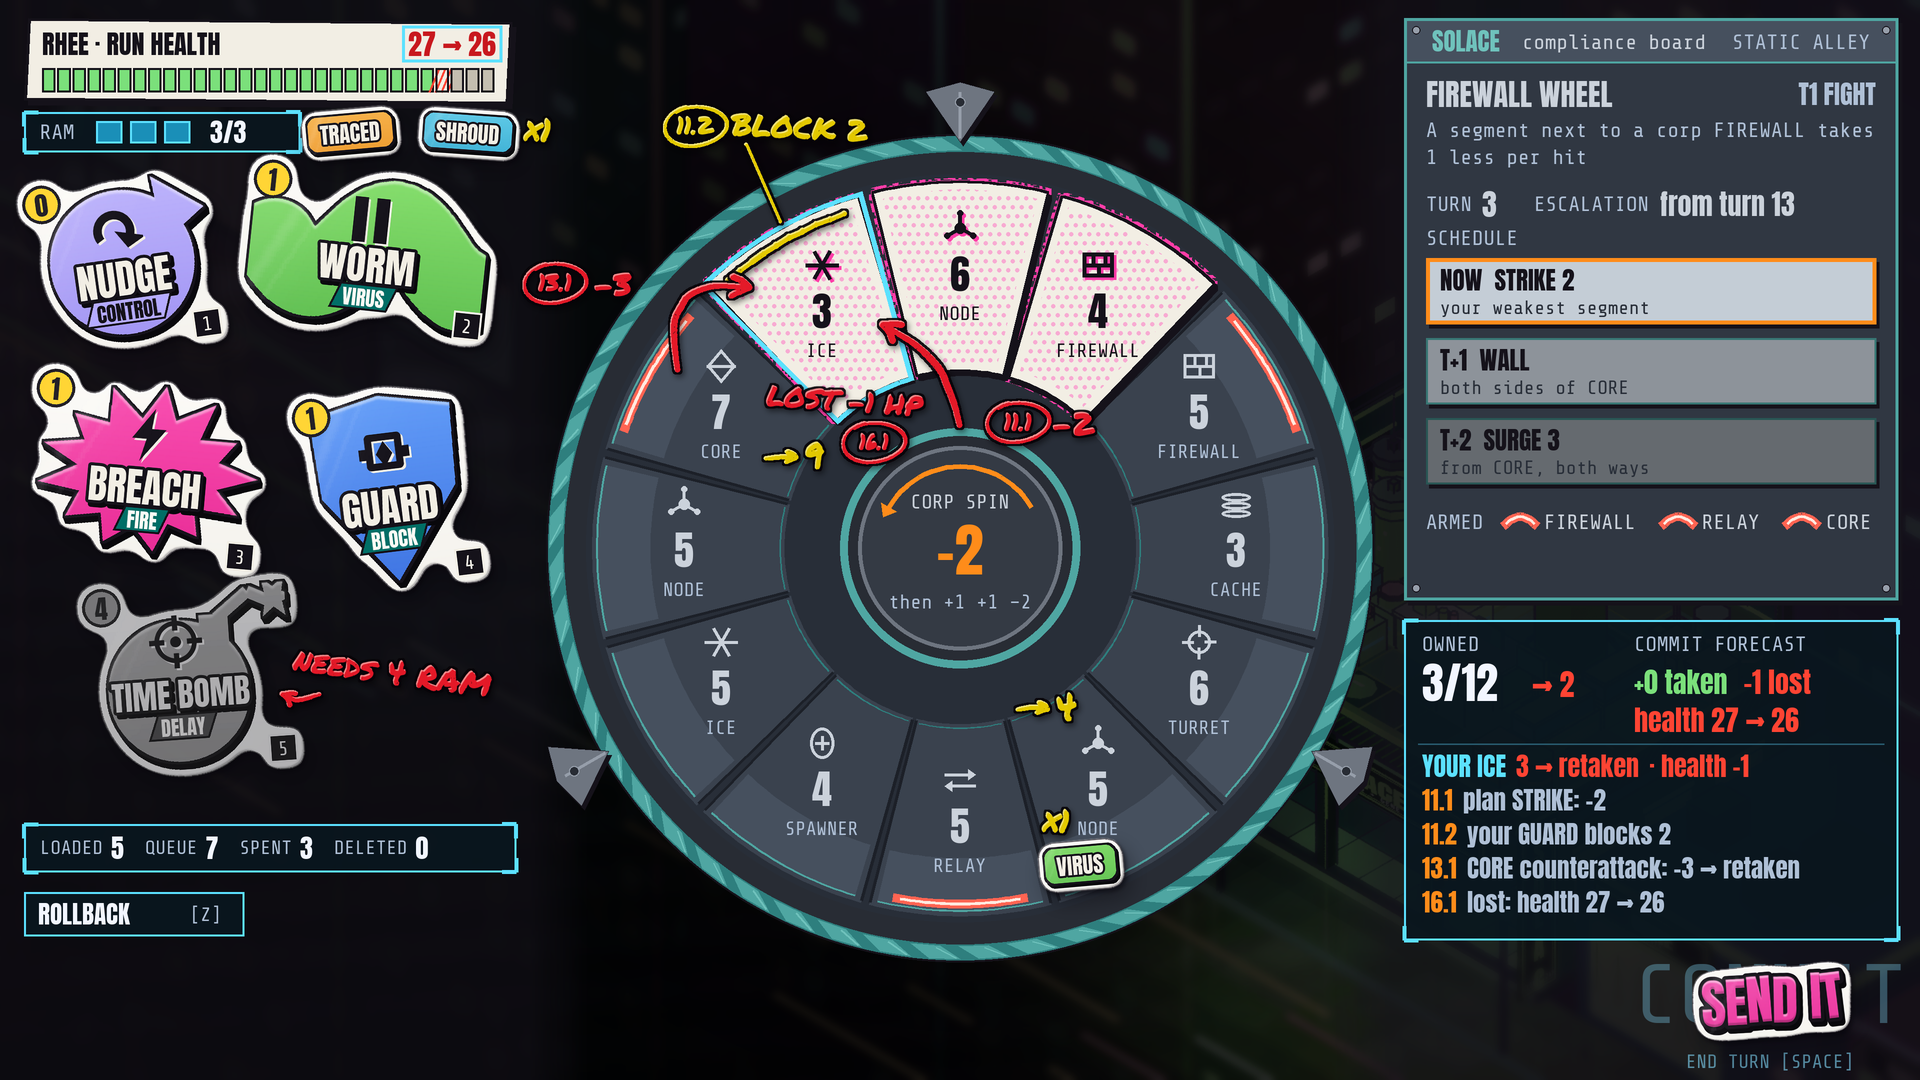 RHEE · RUN HEALTH
27 → 26
RAM 3/3
TRACED
SHROUD
X1
0
NUDGE
CONTROL
1
1
WORM
VIRUS
2
1
BREACH
FIRE
3
1
GUARD
BLOCK
4
4
TIME BOMB
DELAY
5
NEEDS 4 RAM
LOADED 5 QUEUE 7 SPENT 3 DELETED 0
ROLLBACK [Z]
11.2 BLOCK 2
13.1 -3
3
ICE
6
NODE
4
FIREWALL
7
CORE
→ 9
LOST -1 HP
16.1
11.1 -2
5
FIREWALL
5
NODE
3
CACHE
CORP SPIN
-2
then +1 +1 -2
5
ICE
6
TURRET
→ 4
4
SPAWNER
5
RELAY
5
NODE
X1
VIRUS
SOLACE compliance board STATIC ALLEY
FIREWALL WHEEL T1 FIGHT
A segment next to a corp FIREWALL takes
1 less per hit
TURN 3 ESCALATION from turn 13
SCHEDULE
NOW STRIKE 2
your weakest segment
T+1 WALL
both sides of CORE
T+2 SURGE 3
from CORE, both ways
ARMED FIREWALL RELAY CORE
OWNED
3/12 → 2
COMMIT FORECAST
+0 taken -1 lost
health 27 → 26
YOUR ICE 3 → retaken · health -1
11.1 plan STRIKE: -2
11.2 your GUARD blocks 2
13.1 CORE counterattack: -3 → retaken
16.1 lost: health 27 → 26
SEND IT
END TURN [SPACE]